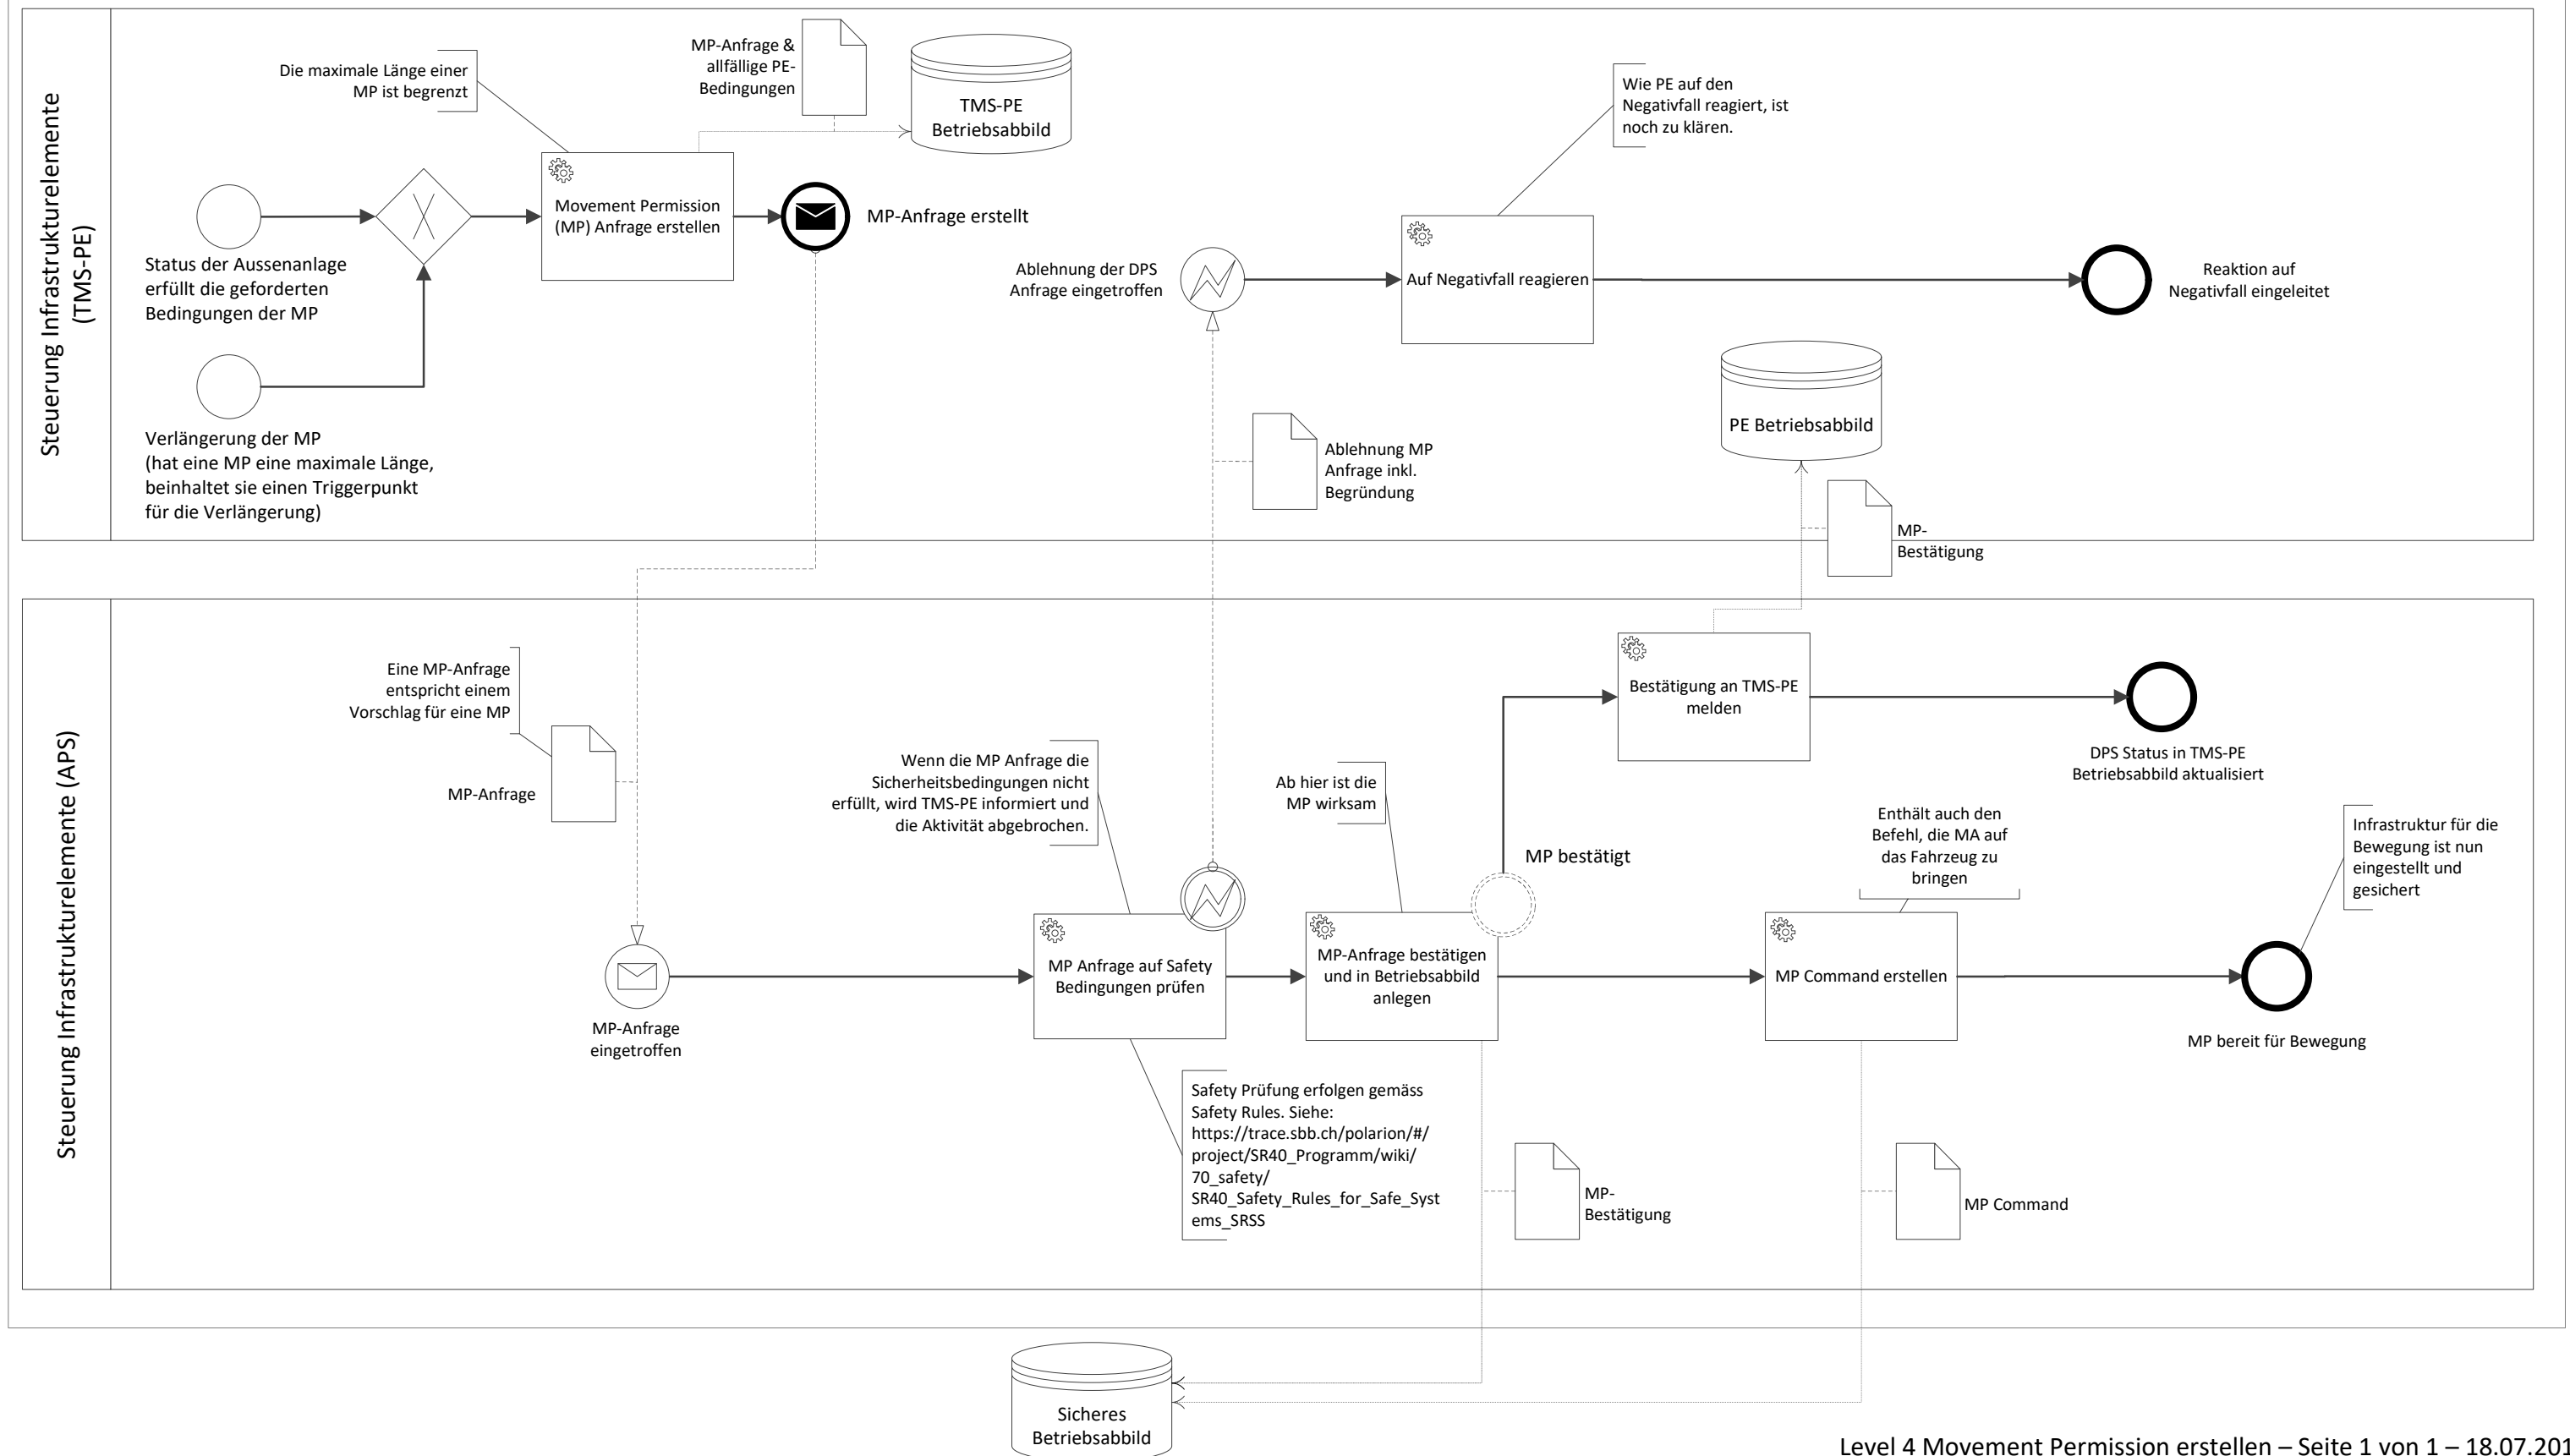 Steuerung Infrastrukturelemente
(TMS-PE)
Die maximale Länge einer
MP ist begrenzt
MP-Anfrage &
allfällige PE-
Bedingungen
TMS-PE
Betriebsabbild
Wie PE auf den
Negativfall reagiert, ist
noch zu klären.
Movement Permission
(MP) Anfrage erstellen
MP-Anfrage erstellt
Status der Aussenanlage
erfüllt die geforderten
Bedingungen der MP
Ablehnung der DPS
Anfrage eingetroffen
Auf Negativfall reagieren
Reaktion auf
Negativfall eingeleitet
Verlängerung der MP
(hat eine MP eine maximale Länge,
beinhaltet sie einen Triggerpunkt
für die Verlängerung)
Ablehnung MP
Anfrage inkl.
Begründung
PE Betriebsabbild
MP-
Bestätigung
Steuerung Infrastrukturelemente (APS)
Eine MP-Anfrage
entspricht einem
Vorschlag für eine MP
MP-Anfrage
Wenn die MP Anfrage die
Sicherheitsbedingungen nicht
erfüllt, wird TMS-PE informiert und
die Aktivität abgebrochen.
Ab hier ist die
MP wirksam
Bestätigung an TMS-PE
melden
DPS Status in TMS-PE
Betriebsabbild aktualisiert
MP bestätigt
Enthält auch den
Befehl, die MA auf
das Fahrzeug zu
bringen
Infrastruktur für die
Bewegung ist nun
eingestellt und
gesichert
MP-Anfrage
eingetroffen
MP Anfrage auf Safety
Bedingungen prüfen
MP-Anfrage bestätigen
und in Betriebsabbild
anlegen
MP Command erstellen
MP bereit für Bewegung
Safety Prüfung erfolgen gemäss
Safety Rules. Siehe:
https://trace.sbb.ch/polarion/#/
project/SR40_Programm/wiki/
70_safety/
SR40_Safety_Rules_for_Safe_Syst
ems_SRSS
MP-
Bestätigung
MP Command
Sicheres
Betriebsabbild
Level 4 Movement Permission erstellen – Seite 1 von 1 – 18.07.201